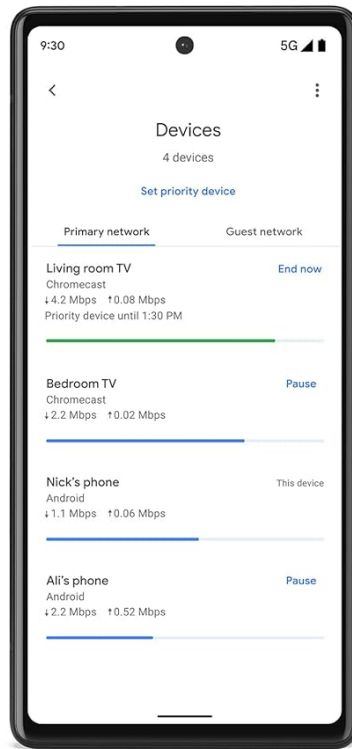 9:30
5G
Devices
4 devices
Set priority device
Primary network
Guest network
Living room TV
End now
Chromecast
↓4.2 Mbps ↑0.08 Mbps
Priority device until 1:30 PM
Bedroom TV
Pause
Chromecast
↓2.2 Mbps ↑0.02 Mbps
Nick's phone
This device
Android
↓1.1 Mbps ↑0.06 Mbps
Ali's phone
Pause
Android
↓2.2 Mbps ↑0.52 Mbps